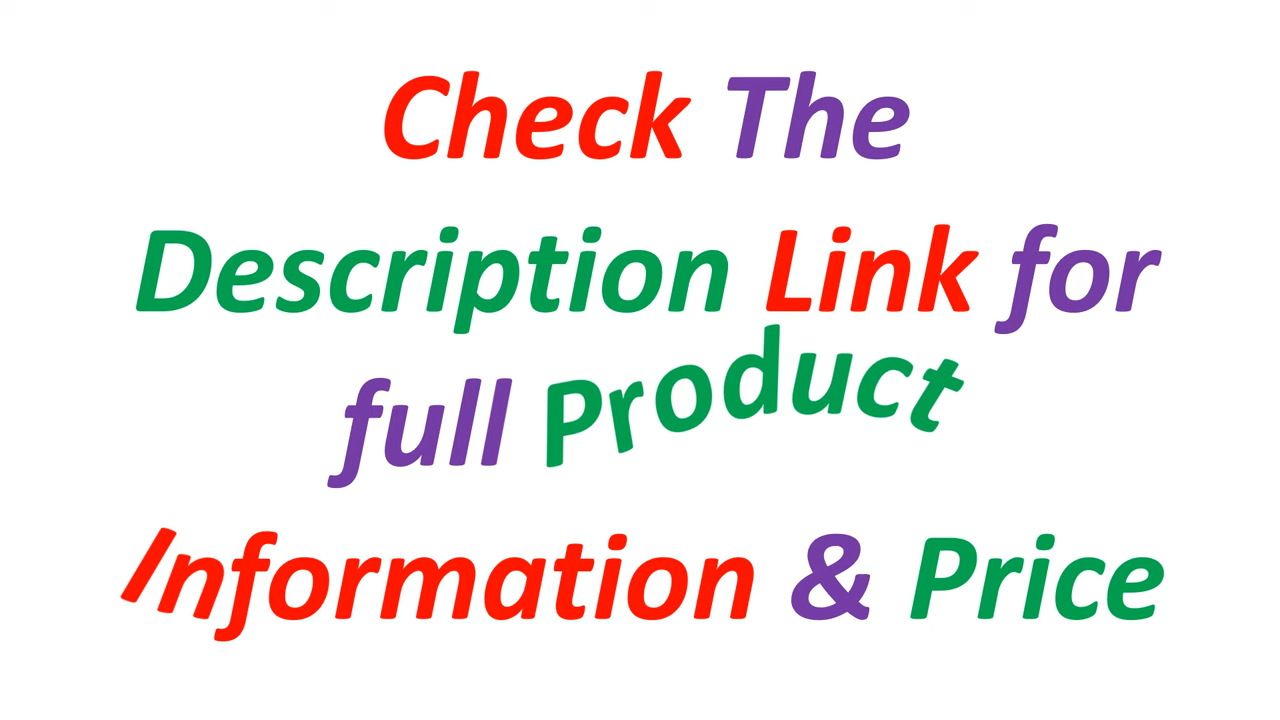 Check The
Description Link for
full Product
Information & Price